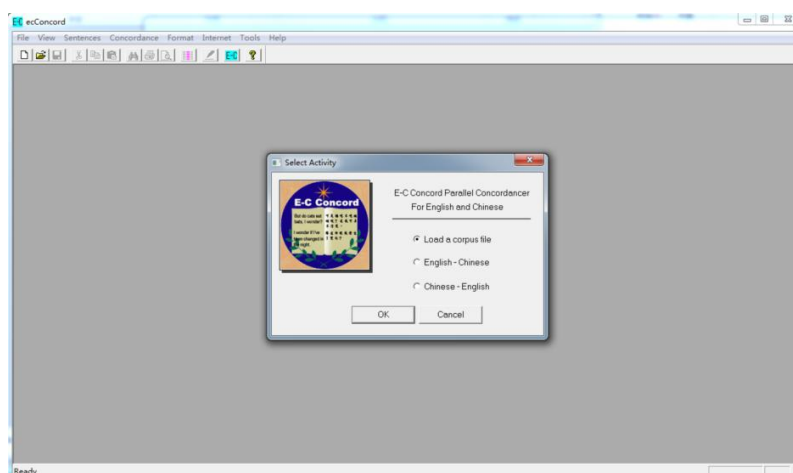 ecConcord
File View Sentences Concordance Format Internet Tools Help
Select Activity
E-C Concord
E-C Concord Parallel Concordancer
For English and Chinese
Load a corpus file
English - Chinese
Chinese - English
OK
Cancel
Ready